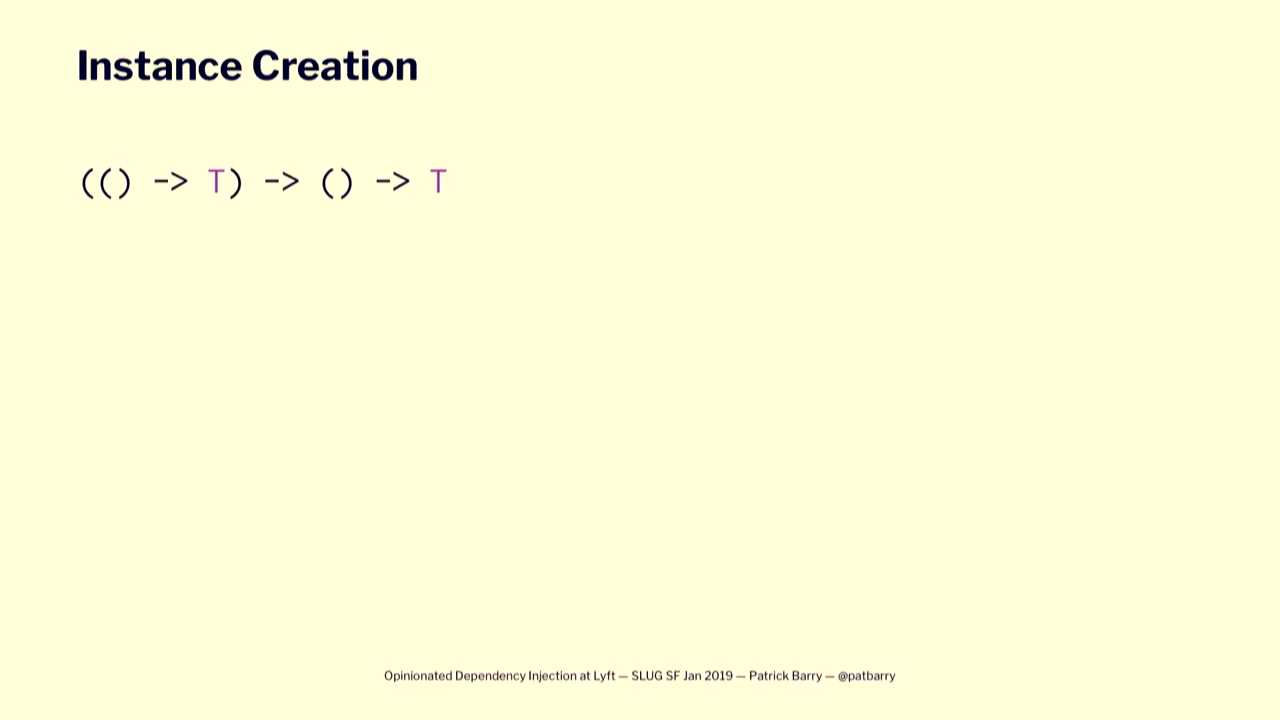 Instance Creation
(() -> T) -> () -> T
Opinionated Dependency Injection at Lyft — SLUG SF Jan 2019 — Patrick Barry — @patbarry